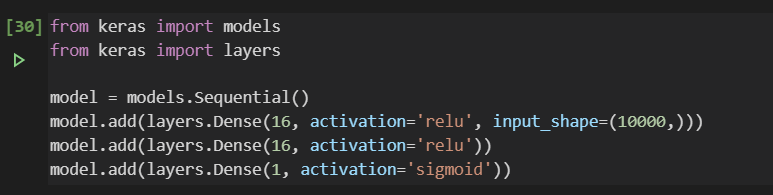 [30] from keras import models
from keras import layers
model = models.Sequential()
model.add(layers.Dense(16, activation='relu', input_shape=(10000,)))
model.add(layers.Dense(16, activation='relu'))
model.add(layers.Dense(1, activation='sigmoid'))